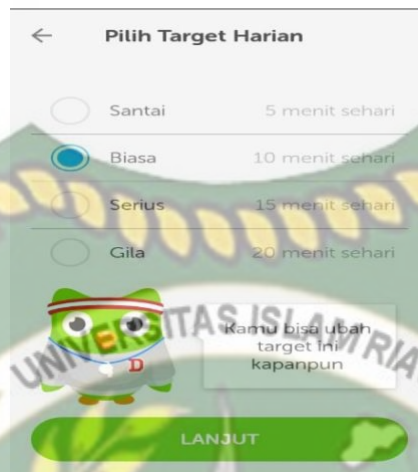 Pilih Target Harian
Santai 5 menit sehari
Biasa 10 menit sehari
Serius 15 menit sehari
Gila 20 menit sehari
Kamu bisa ubah
target ini
kapanpun
D
UNIVERSITAS ISLAM RIA
LANJUT